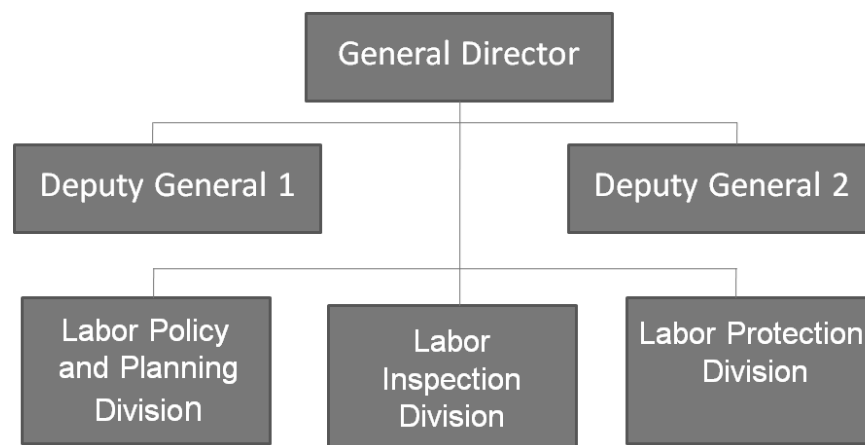 General Director
Deputy General 1
Deputy General 2
Labor Policy
and Planning
Division
Labor
Inspection
Division
Labor Protection
Division